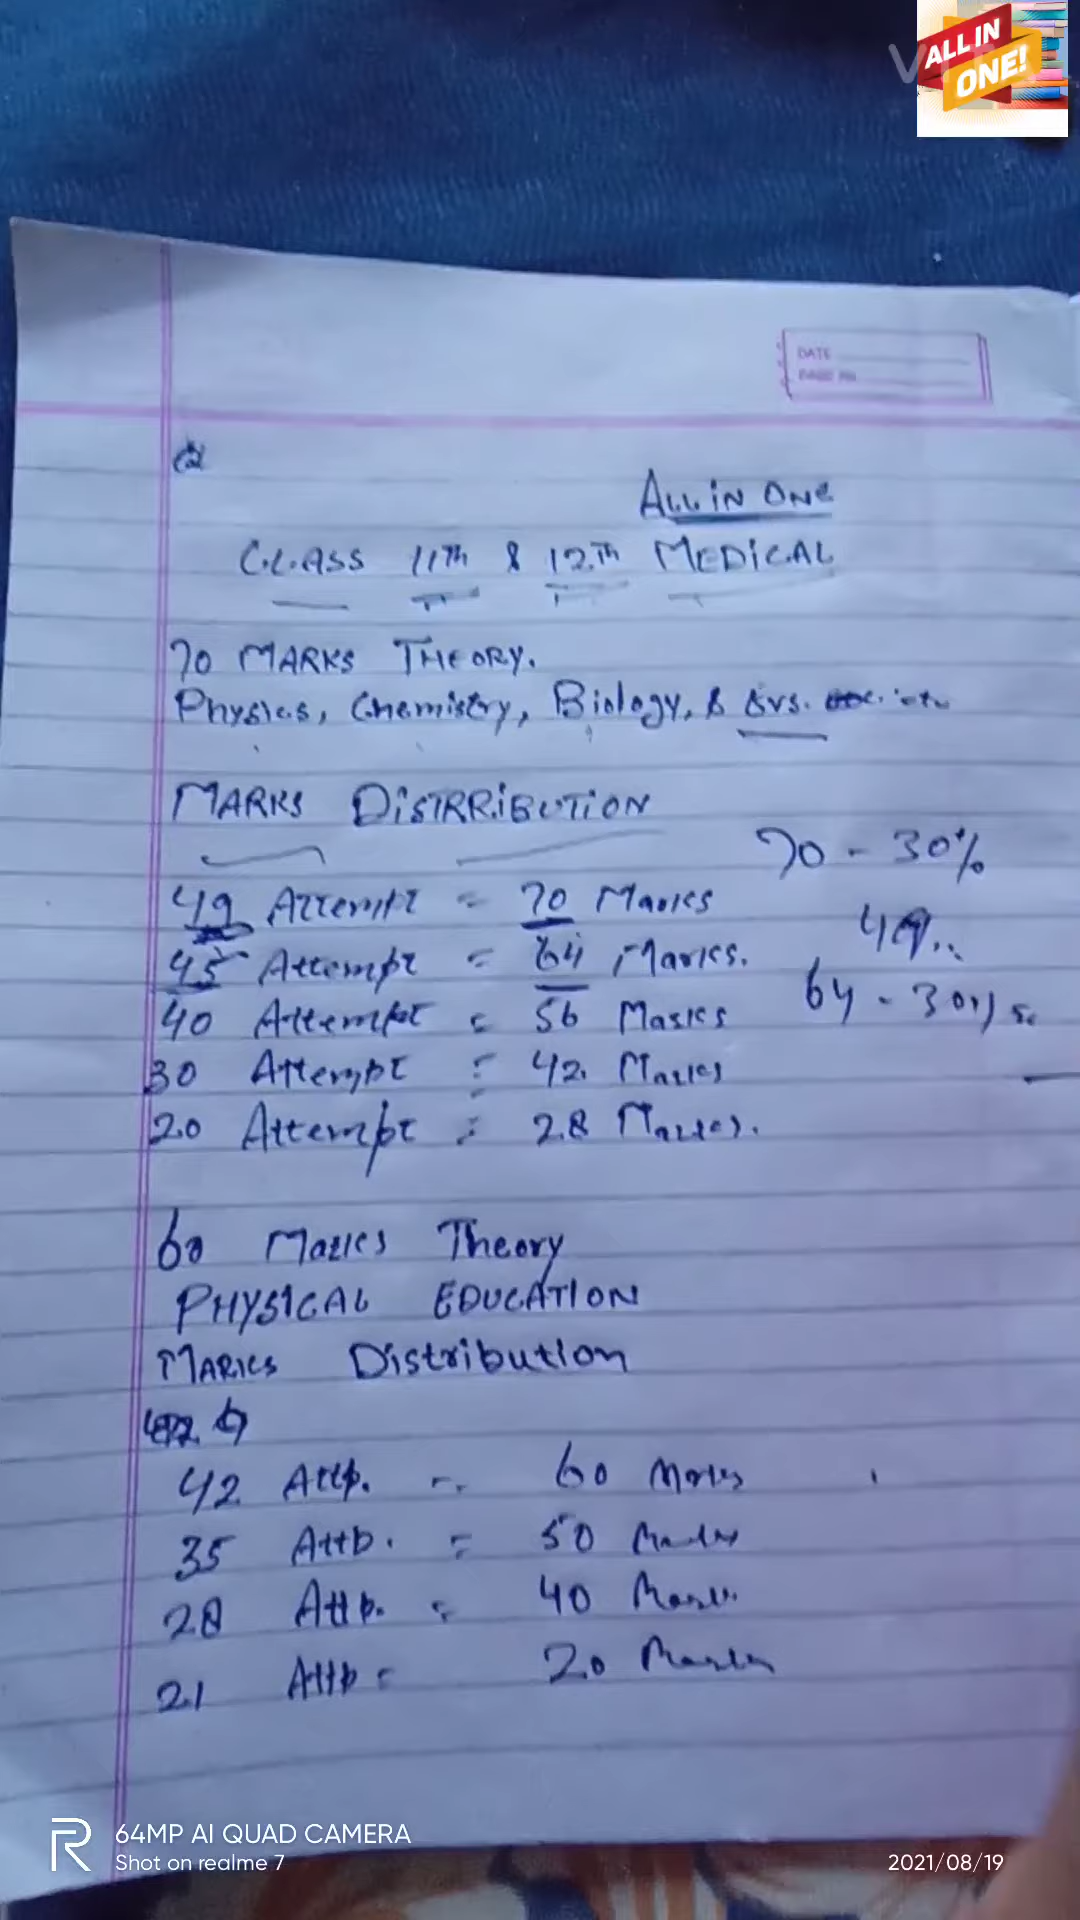 ALL IN
ONE!
DATE
PAGE No.
ALL IN ONE
CLASS 11TH & 12TH MEDICAL
70 MARKS THEORY.
Physics, Chemistry, Biology, & Evs.
MARKS DISTRRIBUTION
70 - 30%
49 Attempt = 70 Marks
49..
45 Attempt = 64 Marks.
64 - 30%
40 Attempt = 56 Marks
30 Attempt = 42 Marks
20 Attempt = 28 Marks.
60 Marks Theory
PHYSICAL EDUCATION
MARKS Distribution
42 Attp. = 60 Marks
35 Attp. = 50 Marks
28 Attp. = 40 Marks
21 Attp = 20 Marks
64MP AI QUAD CAMERA
Shot on realme 7
2021/08/19